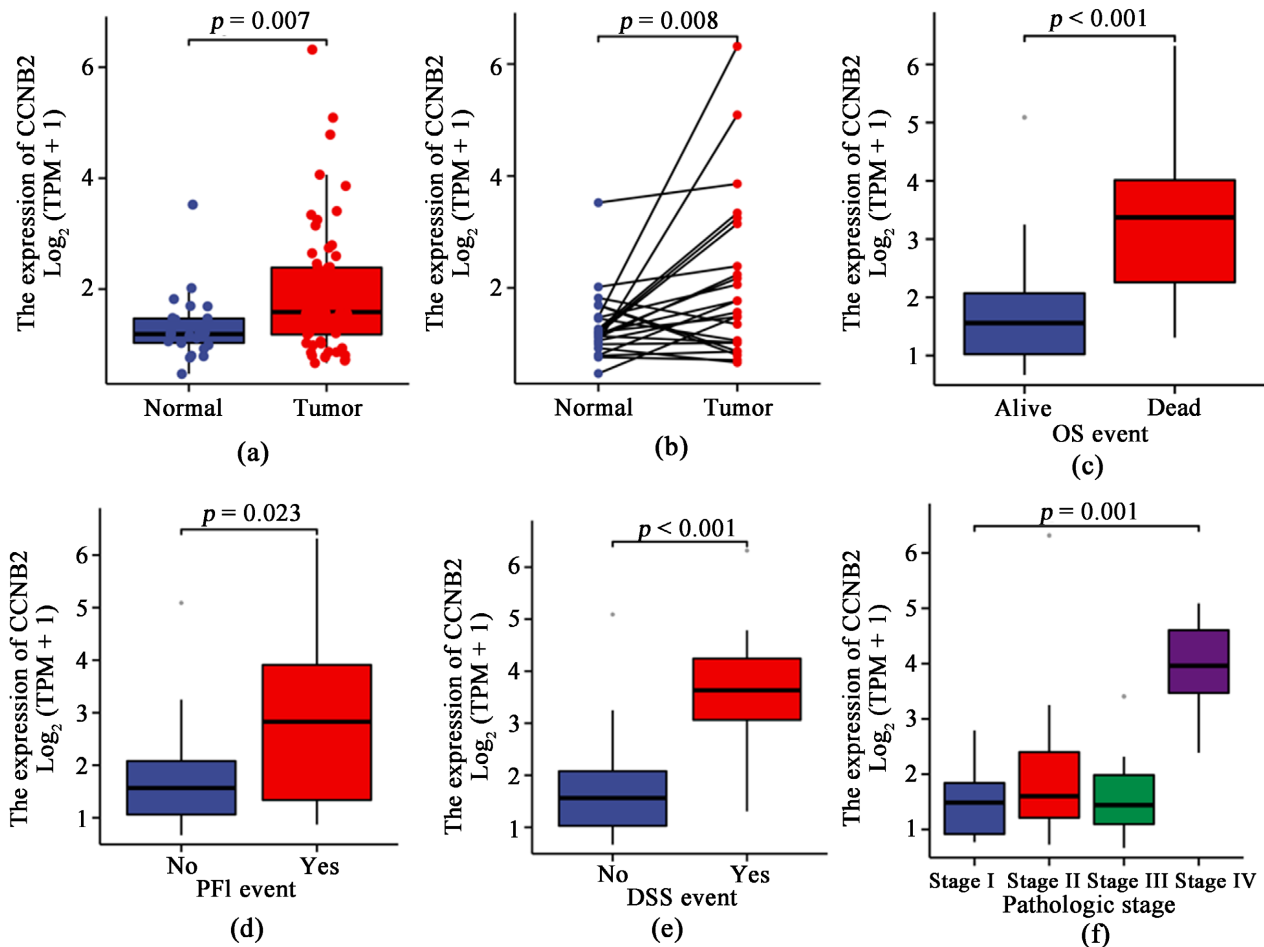 p = 0.007
The expression of CCNB2
Log₂ (TPM + 1)
6
4
2
Normal Tumor
(a)
p = 0.008
The expression of CCNB2
Log₂ (TPM + 1)
6
4
2
Normal Tumor
(b)
p < 0.001
The expression of CCNB2
Log₂ (TPM + 1)
6
5
4
3
2
1
Alive Dead
OS event
(c)
p = 0.023
The expression of CCNB2
Log₂ (TPM + 1)
6
5
4
3
2
1
No Yes
PFl event
(d)
p < 0.001
The expression of CCNB2
Log₂ (TPM + 1)
6
5
4
3
2
1
No Yes
DSS event
(e)
p = 0.001
The expression of CCNB2
Log₂ (TPM + 1)
6
5
4
3
2
1
Stage I Stage II Stage III Stage IV
Pathologic stage
(f)